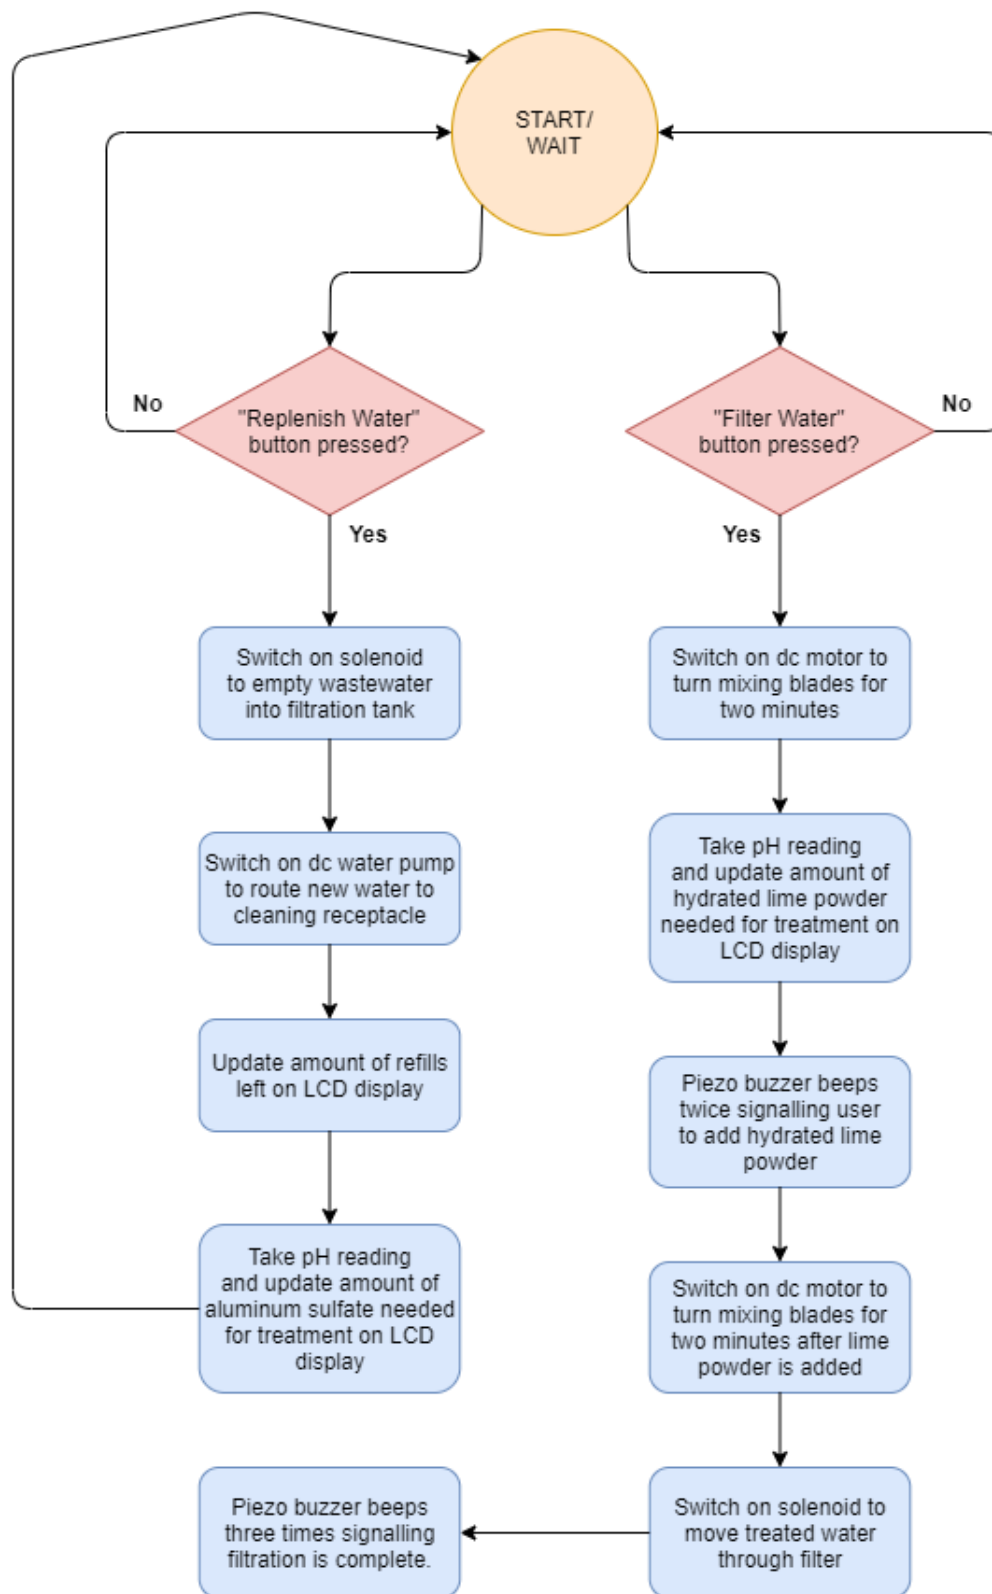 START/
WAIT
"Replenish Water"
button pressed?
No
Yes
"Filter Water"
button pressed?
No
Yes
Switch on solenoid
to empty wastewater
into filtration tank
Switch on dc water pump
to route new water to
cleaning receptacle
Update amount of refills
left on LCD display
Take pH reading
and update amount of
aluminum sulfate needed
for treatment on LCD
display
Switch on dc motor to
turn mixing blades for
two minutes
Take pH reading
and update amount of
hydrated lime powder
needed for treatment on
LCD display
Piezo buzzer beeps
twice signalling user
to add hydrated lime
powder
Switch on dc motor to
turn mixing blades for
two minutes after lime
powder is added
Switch on solenoid to
move treated water
through filter
Piezo buzzer beeps
three times signalling
filtration is complete.